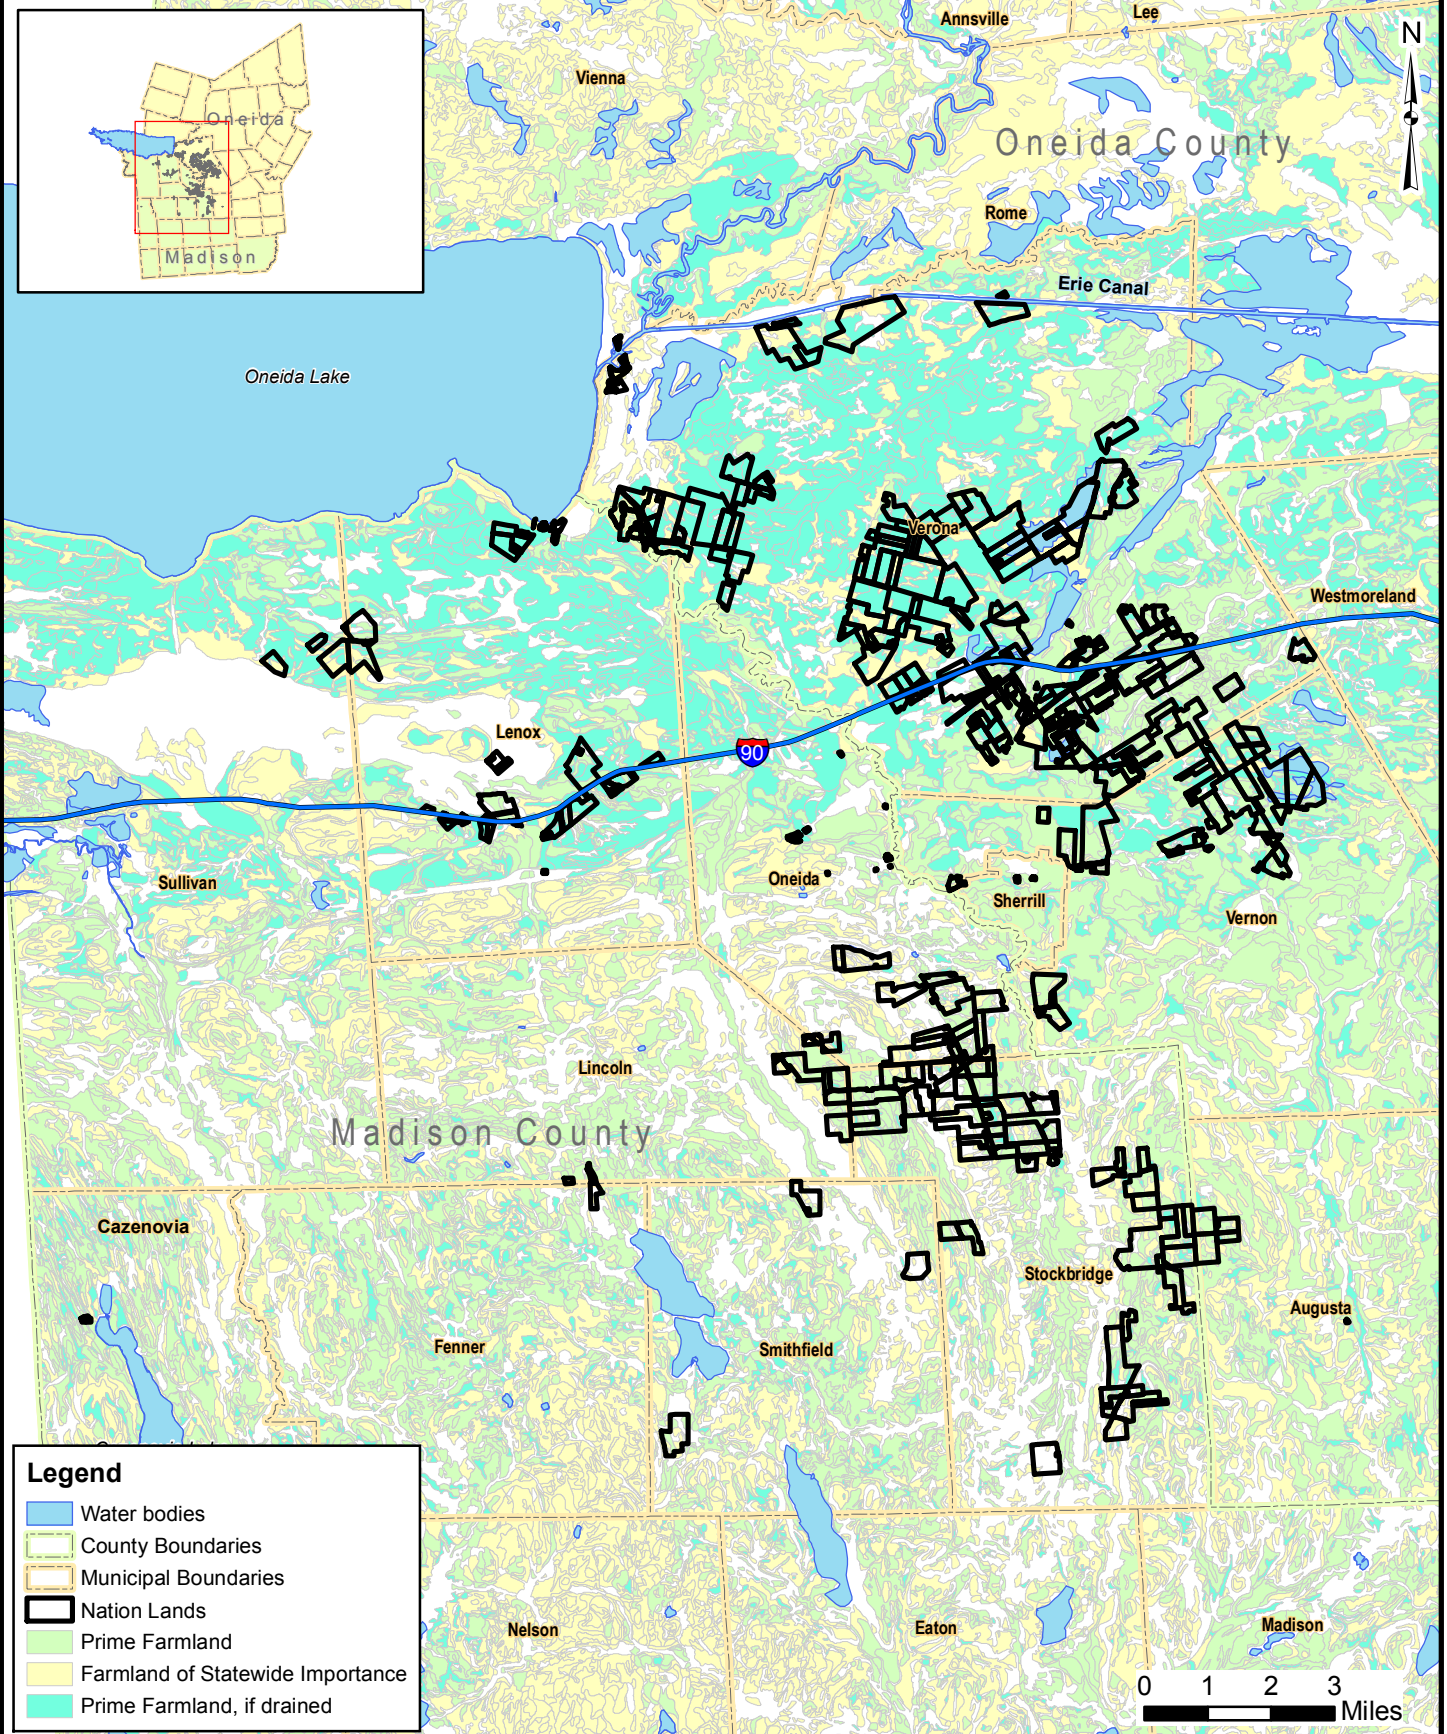 Annsville
Lee
N
Vienna
Oneida
Oneida County
Rome
Madison
Erie Canal
Oneida Lake
Verona
Westmoreland
Lenox
90
Sullivan
Oneida
Sherrill
Vernon
Lincoln
Madison County
Cazenovia
Stockbridge
Augusta
Fenner
Smithfield
Legend
Water bodies
County Boundaries
Municipal Boundaries
Nation Lands
Prime Farmland
Farmland of Statewide Importance
Prime Farmland, if drained
Nelson
Eaton
Madison
0 1 2 3
Miles